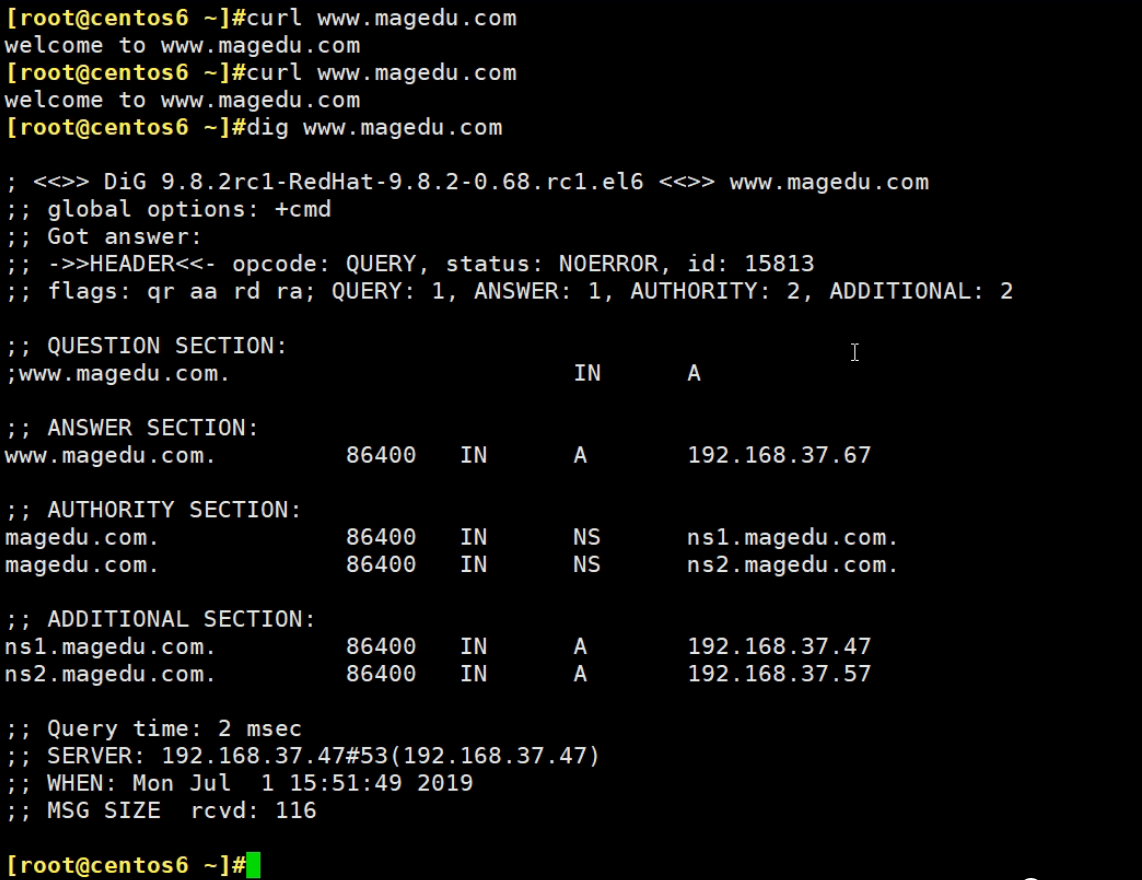 [root@centos6 ~]#curl www.magedu.com
welcome to www.magedu.com
[root@centos6 ~]#curl www.magedu.com
welcome to www.magedu.com
[root@centos6 ~]#dig www.magedu.com
; <<>> DiG 9.8.2rc1-RedHat-9.8.2-0.68.rc1.el6 <<>> www.magedu.com
;; global options: +cmd
;; Got answer:
;; ->>HEADER<<- opcode: QUERY, status: NOERROR, id: 15813
;; flags: qr aa rd ra; QUERY: 1, ANSWER: 1, AUTHORITY: 2, ADDITIONAL: 2
;; QUESTION SECTION:
;www.magedu.com. IN A
;; ANSWER SECTION:
www.magedu.com. 86400 IN A 192.168.37.67
;; AUTHORITY SECTION:
magedu.com. 86400 IN NS ns1.magedu.com.
magedu.com. 86400 IN NS ns2.magedu.com.
;; ADDITIONAL SECTION:
ns1.magedu.com. 86400 IN A 192.168.37.47
ns2.magedu.com. 86400 IN A 192.168.37.57
;; Query time: 2 msec
;; SERVER: 192.168.37.47#53(192.168.37.47)
;; WHEN: Mon Jul  1 15:51:49 2019
;; MSG SIZE  rcvd: 116
[root@centos6 ~]#